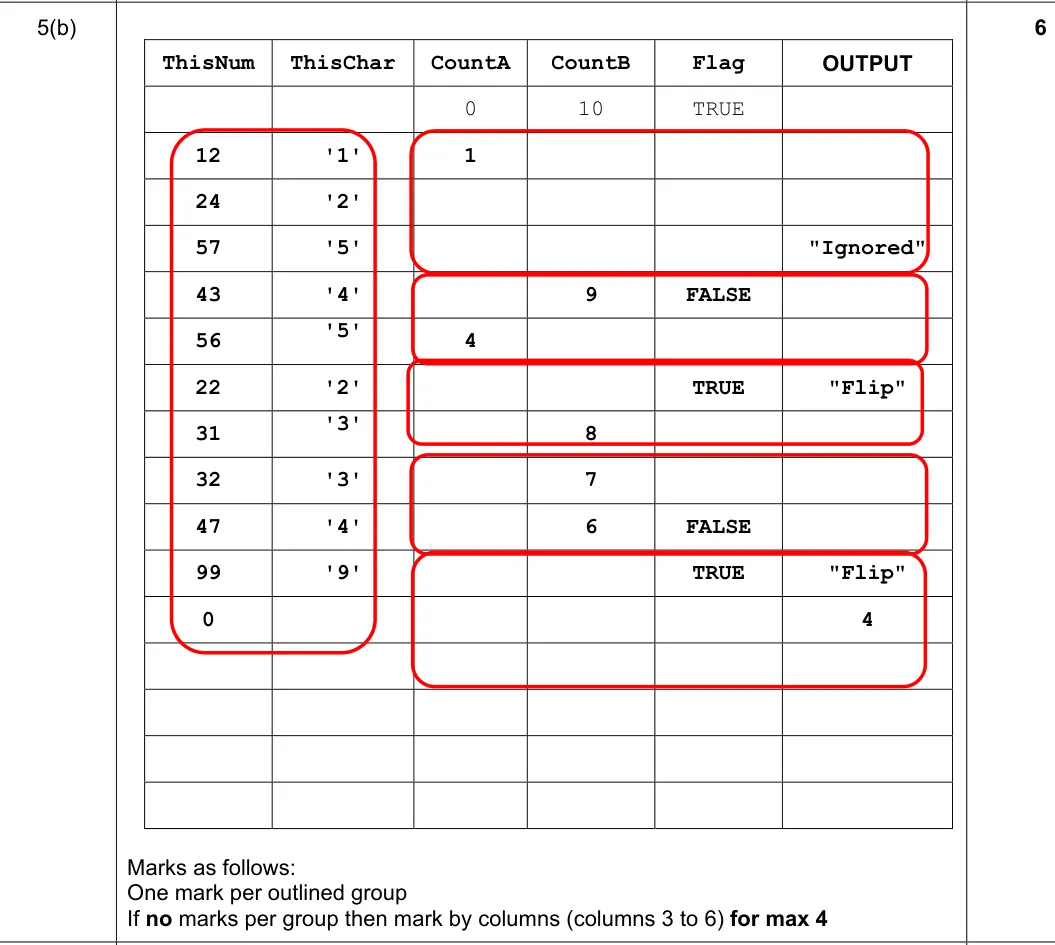 5(b) 6
ThisNum ThisChar CountA CountB Flag OUTPUT
0 10 TRUE
12 '1' 1
24 '2'
57 '5' "Ignored"
43 '4' 9 FALSE
56 '5' 4
22 '2' TRUE "Flip"
31 '3' 8
32 '3' 7
47 '4' 6 FALSE
99 '9' TRUE "Flip"
0 4
Marks as follows:
One mark per outlined group
If no marks per group then mark by columns (columns 3 to 6) for max 4